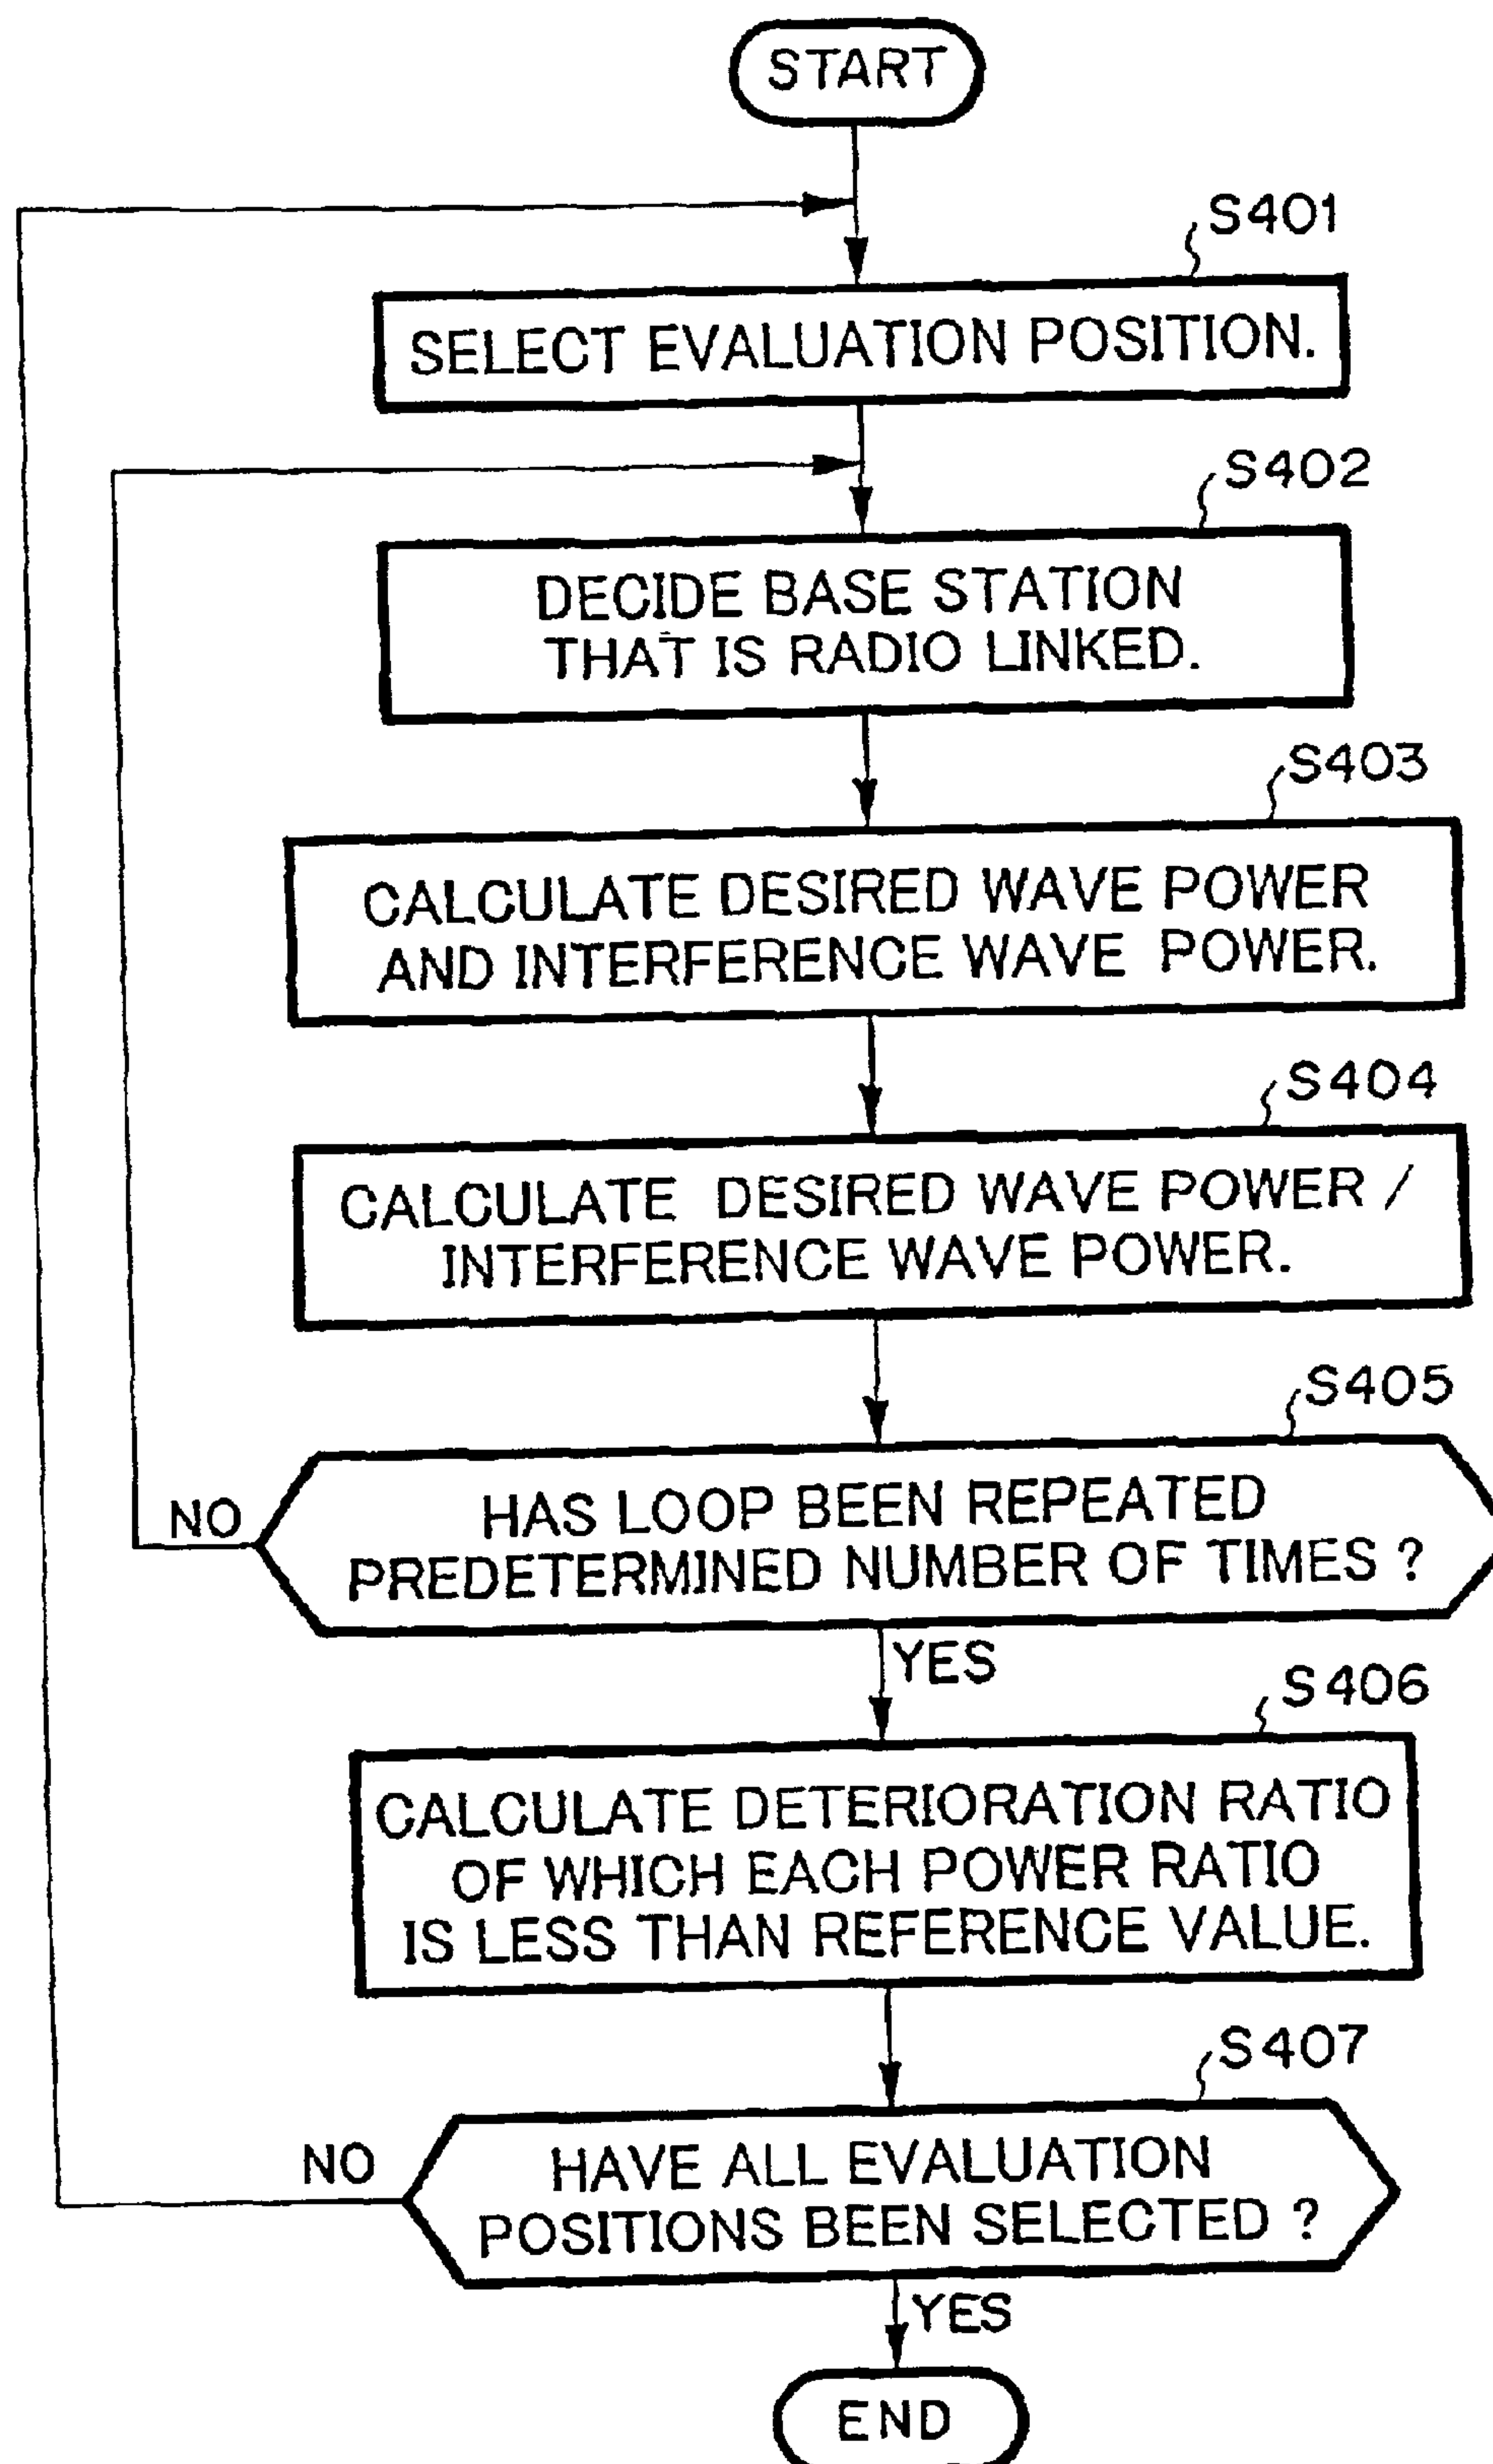 START
S401
SELECT EVALUATION POSITION.
S402
DECIDE BASE STATION
THAT IS RADIO LINKED.
S403
CALCULATE DESIRED WAVE POWER
AND INTERFERENCE WAVE POWER.
S404
CALCULATE DESIRED WAVE POWER /
INTERFERENCE WAVE POWER.
S405
HAS LOOP BEEN REPEATED
PREDETERMINED NUMBER OF TIMES ?
NO
YES
S406
CALCULATE DETERIORATION RATIO
OF WHICH EACH POWER RATIO
IS LESS THAN REFERENCE VALUE.
S407
HAVE ALL EVALUATION
POSITIONS BEEN SELECTED ?
NO
YES
END